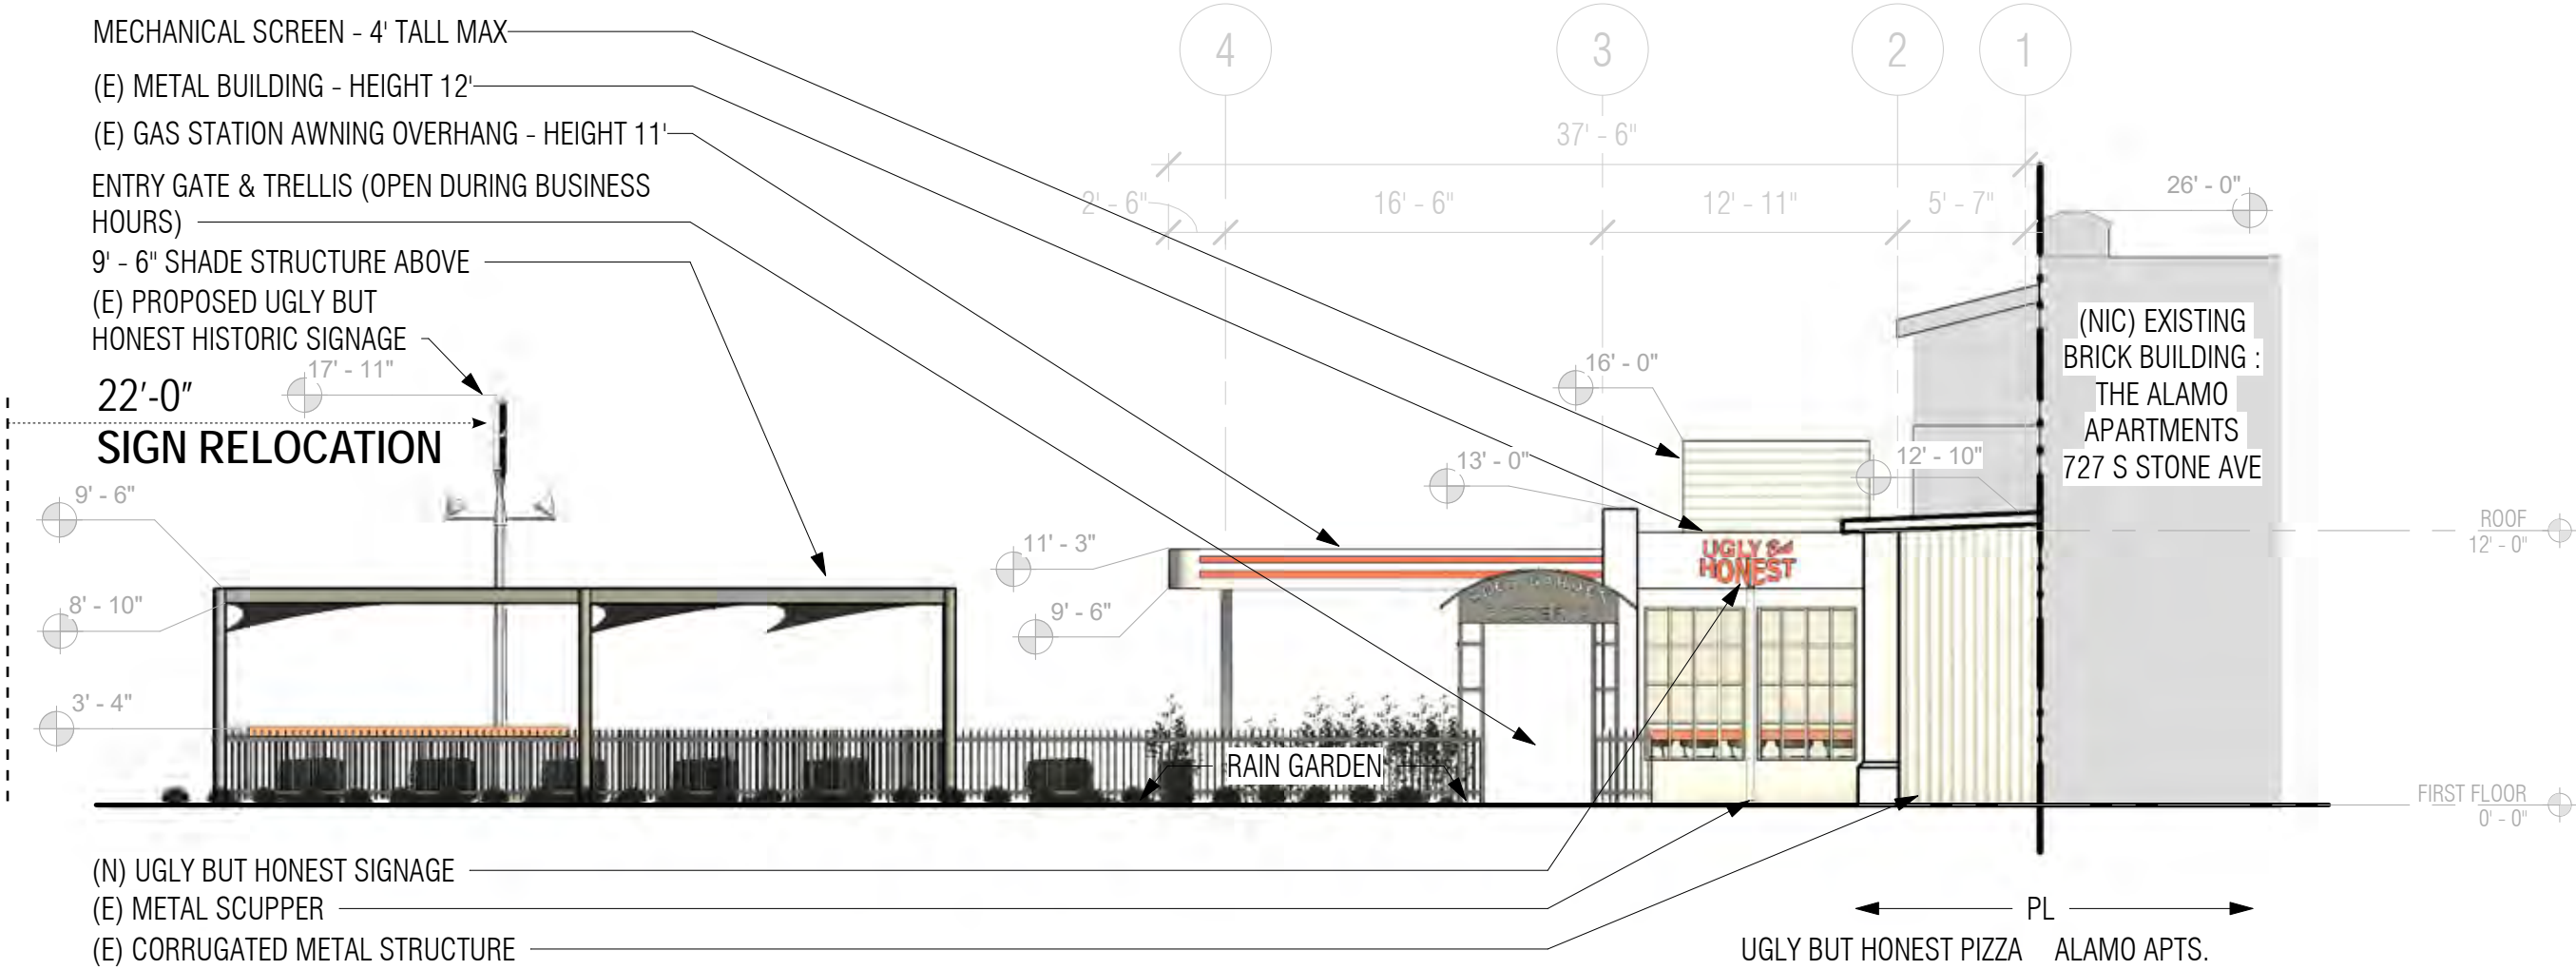 MECHANICAL SCREEN - 4' TALL MAX
(E) METAL BUILDING - HEIGHT 12'
(E) GAS STATION AWNING OVERHANG - HEIGHT 11'
ENTRY GATE & TRELLIS (OPEN DURING BUSINESS
HOURS)
9' - 6" SHADE STRUCTURE ABOVE
(E) PROPOSED UGLY BUT
HONEST HISTORIC SIGNAGE
17' - 11"
22'-0"
SIGN RELOCATION
9' - 6"
8' - 10"
3' - 4"
4
3
2
1
37' - 6"
2' - 6"
16' - 6"
12' - 11"
5' - 7"
26' - 0"
16' - 0"
13' - 0"
12' - 10"
11' - 3"
9' - 6"
(NIC) EXISTING
BRICK BUILDING :
THE ALAMO
APARTMENTS
727 S STONE AVE
ROOF
12' - 0"
UGLY But
HONEST
RAIN GARDEN
FIRST FLOOR
0' - 0"
(N) UGLY BUT HONEST SIGNAGE
(E) METAL SCUPPER
(E) CORRUGATED METAL STRUCTURE
PL
UGLY BUT HONEST PIZZA
ALAMO APTS.